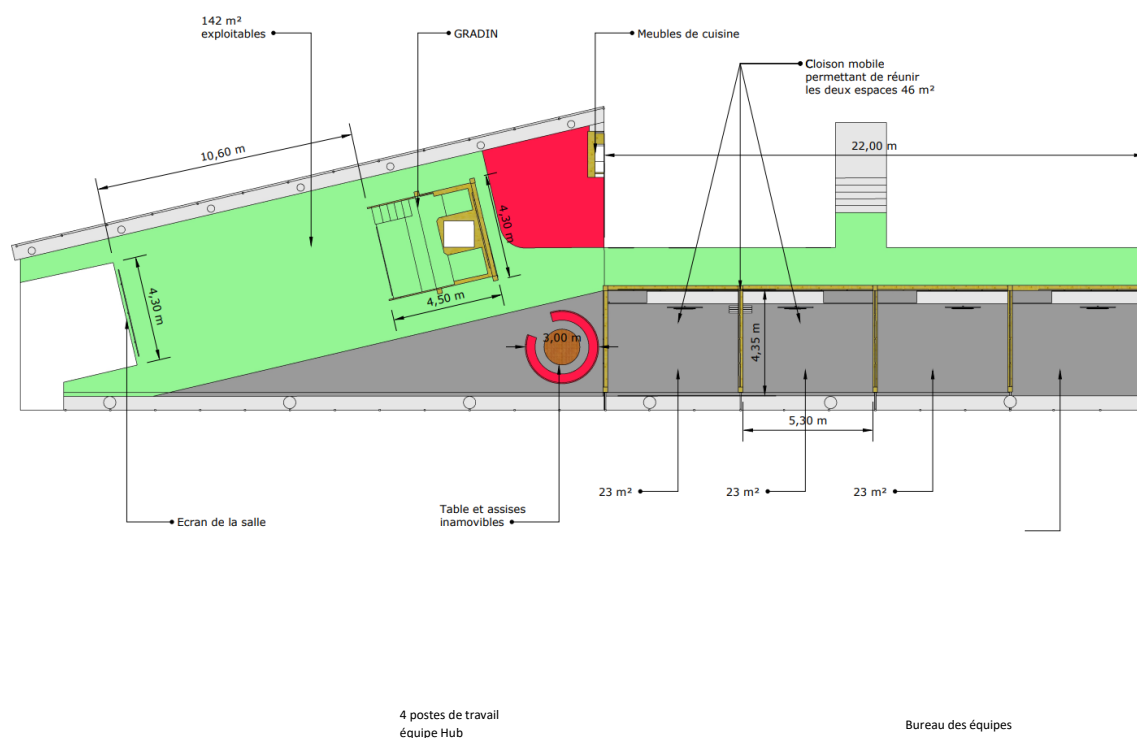 142 m²
exploitables
GRADIN
Meubles de cuisine
Cloison mobile
permettant de réunir
les deux espaces 46 m²
10,60 m
22,00 m
4,30 m
4,30 m
4,50 m
3,00 m
4,35 m
5,30 m
23 m²
23 m²
23 m²
Ecran de la salle
Table et assises
inamovibles
4 postes de travail
équipe Hub
Bureau des équipes